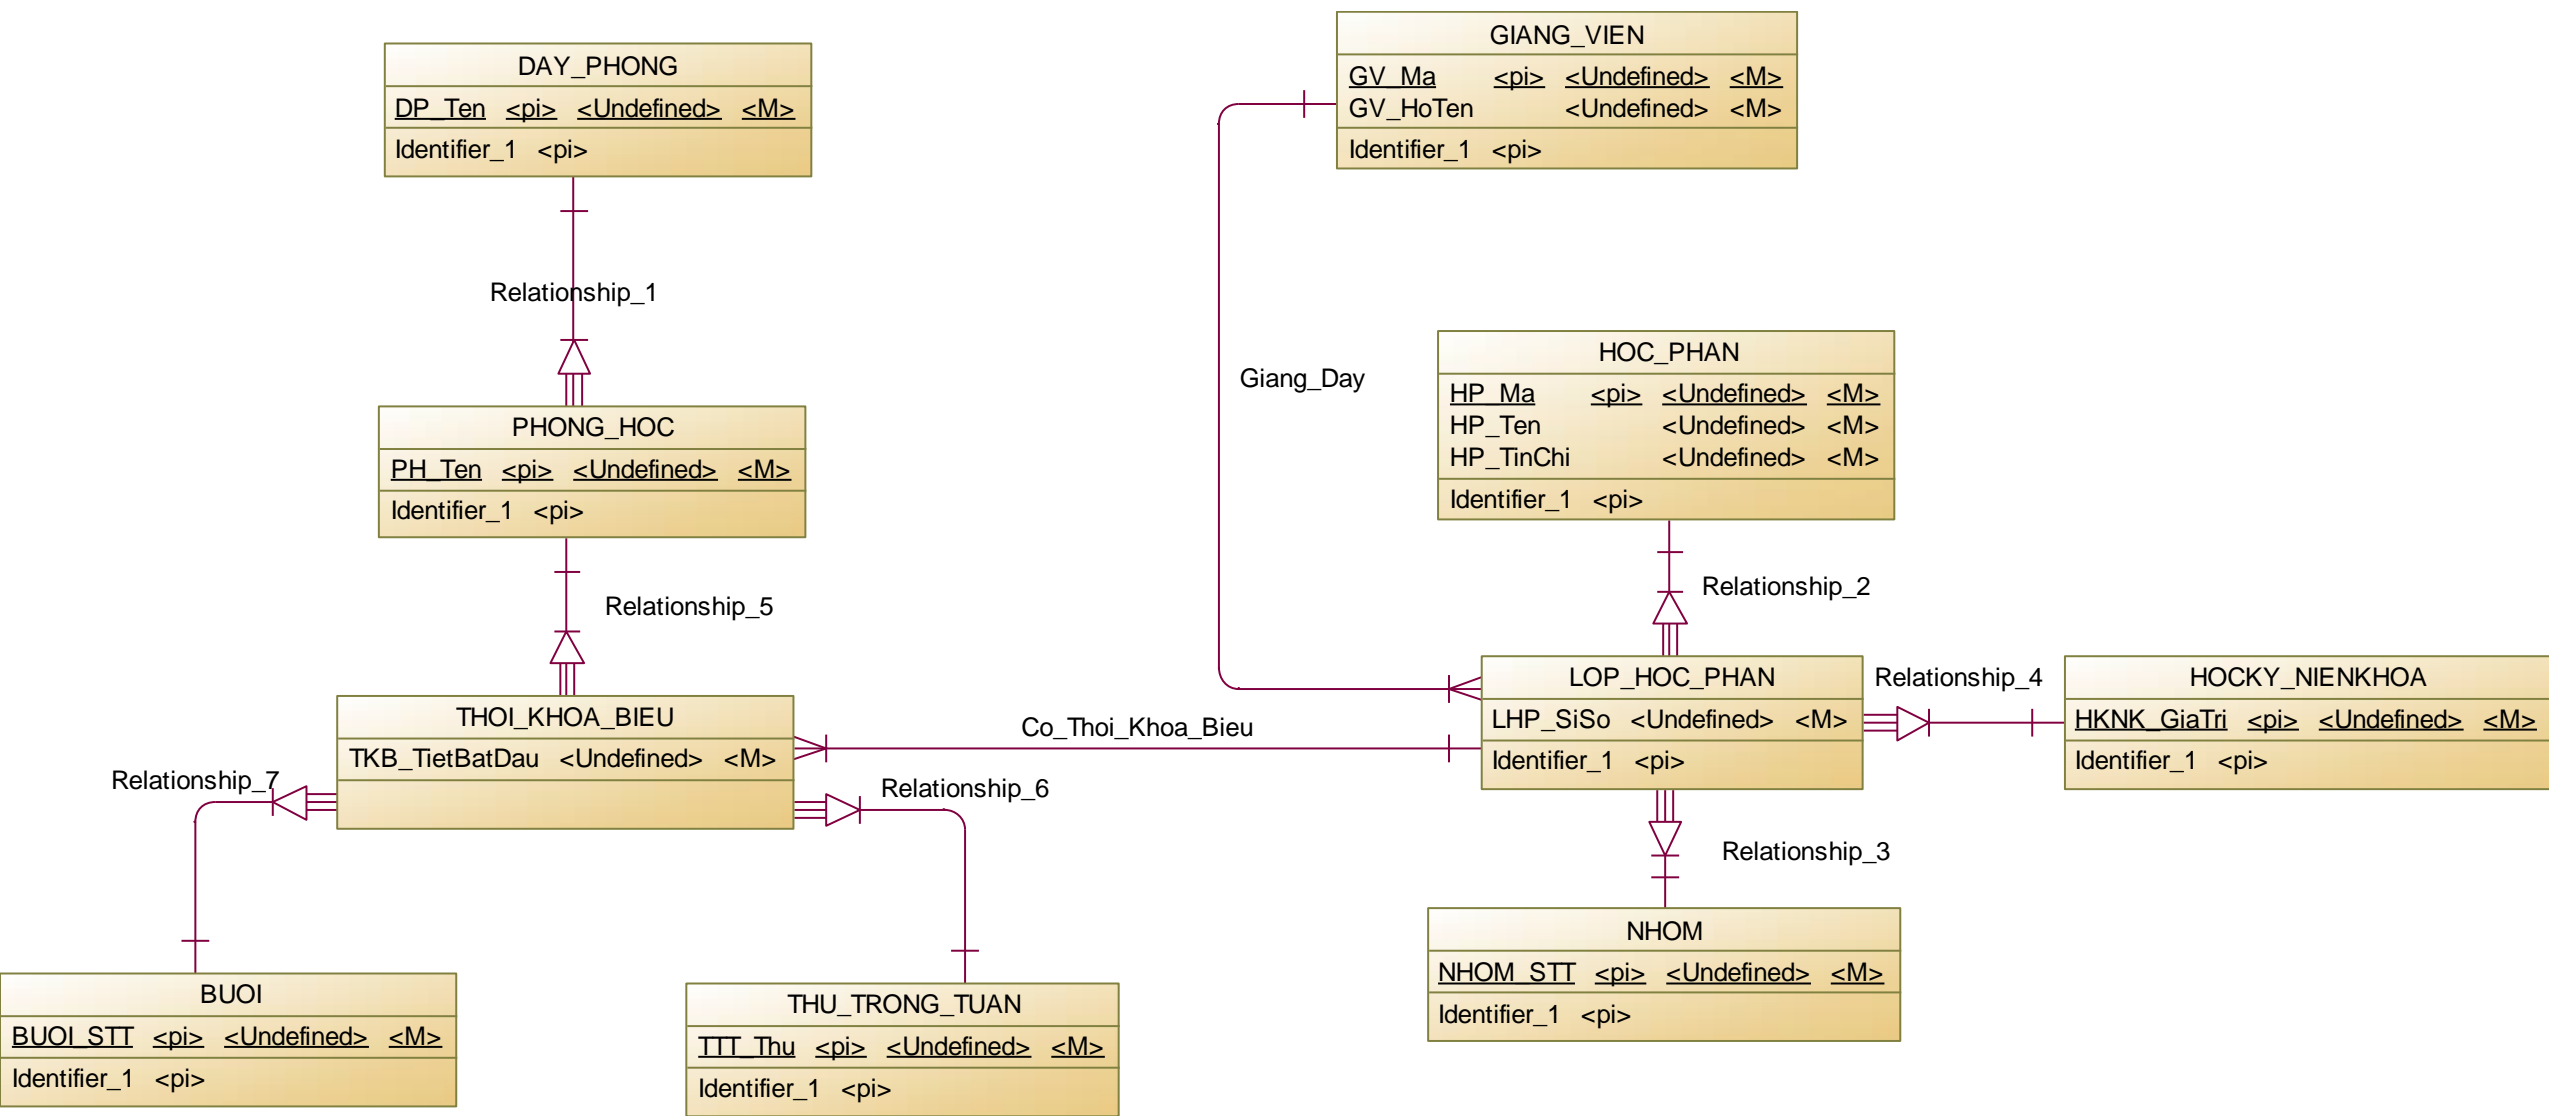 DAY_PHONG
DP_Ten <pi> <Undefined> <M>
Identifier_1 <pi>
GIANG_VIEN
GV_Ma <pi> <Undefined> <M>
GV_HoTen <Undefined> <M>
Identifier_1 <pi>
Relationship_1
Giang_Day
HOC_PHAN
HP_Ma <pi> <Undefined> <M>
HP_Ten <Undefined> <M>
HP_TinChi <Undefined> <M>
Identifier_1 <pi>
PHONG_HOC
PH_Ten <pi> <Undefined> <M>
Identifier_1 <pi>
Relationship_5
Relationship_2
THOI_KHOA_BIEU
TKB_TietBatDau <Undefined> <M>
Co_Thoi_Khoa_Bieu
LOP_HOC_PHAN
LHP_SiSo <Undefined> <M>
Identifier_1 <pi>
Relationship_4
HOCKY_NIENKHOA
HKNK_GiaTri <pi> <Undefined> <M>
Identifier_1 <pi>
Relationship_7
Relationship_6
Relationship_3
BUOI
BUOI_STT <pi> <Undefined> <M>
Identifier_1 <pi>
THU_TRONG_TUAN
TTT_Thu <pi> <Undefined> <M>
Identifier_1 <pi>
NHOM
NHOM_STT <pi> <Undefined> <M>
Identifier_1 <pi>